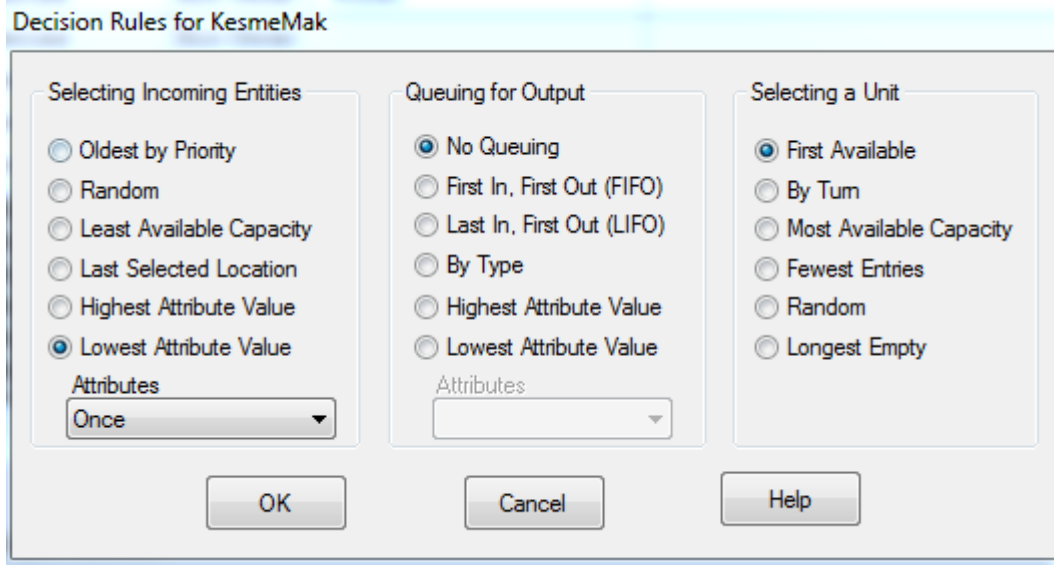 Decision Rules for KesmeMak
Selecting Incoming Entities
Oldest by Priority
Random
Least Available Capacity
Last Selected Location
Highest Attribute Value
Lowest Attribute Value
Attributes
Once
Queuing for Output
No Queuing
First In, First Out (FIFO)
Last In, First Out (LIFO)
By Type
Highest Attribute Value
Lowest Attribute Value
Attributes
Selecting a Unit
First Available
By Turn
Most Available Capacity
Fewest Entries
Random
Longest Empty
OK
Cancel
Help